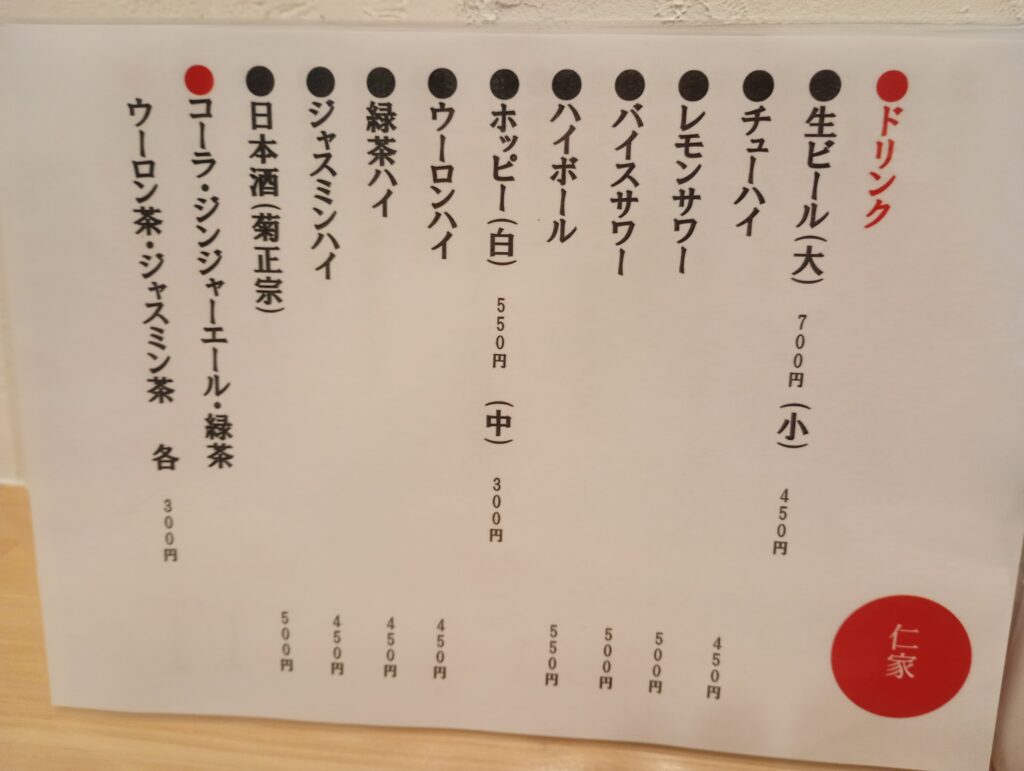 ●ドリンク
●生ビール(大) 700円 (小) 450円
●チューハイ 450円
●レモンサワー 500円
●バイスサワー 500円
●ハイボール 550円
●ホッピー(白) 550円 (中) 300円
●ウーロンハイ 450円
●緑茶ハイ 450円
●ジャスミンハイ 450円
●日本酒(菊正宗) 500円
●コーラ・ジンジャーエール・緑茶
ウーロン茶・ジャスミン茶 各 300円
仁家